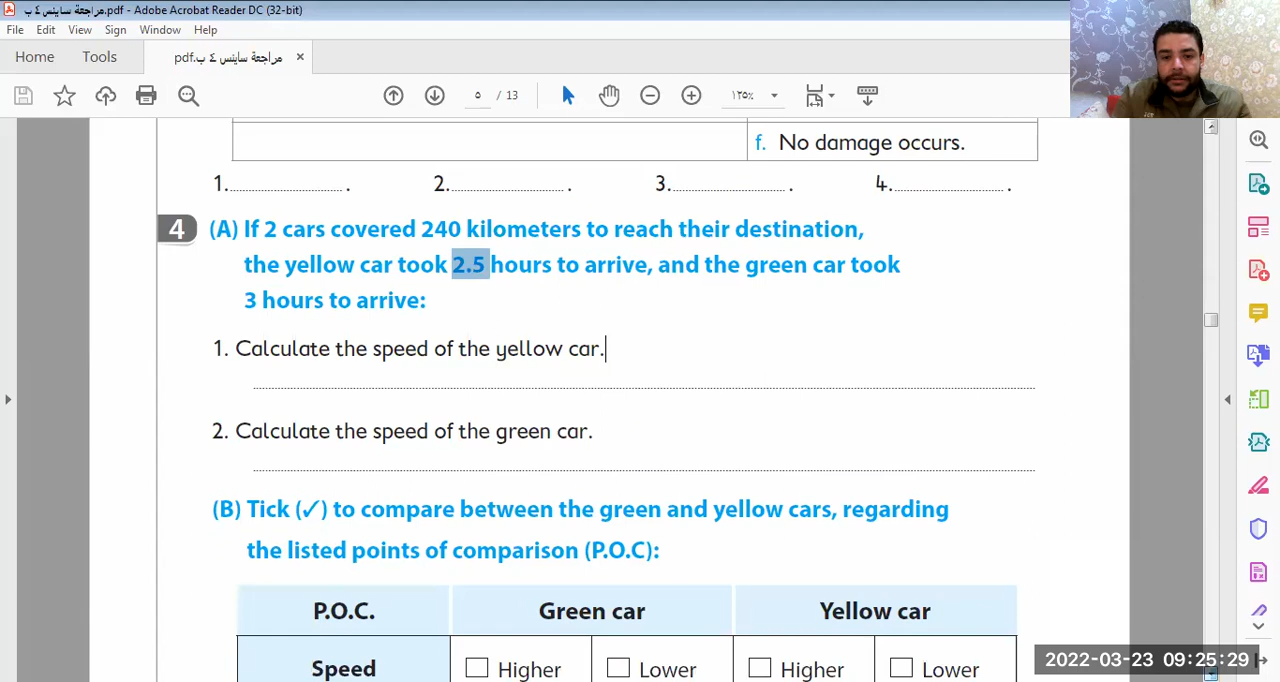 مراجعة ساينس ٤ ب.pdf - Adobe Acrobat Reader DC (32-bit)
File Edit View Sign Window Help
Home Tools مراجعة ساينس ٤ ب.pdf ×
٥ / 13 ١٢٥%
f. No damage occurs.
1............................ . 2............................ . 3............................ . 4............................ .
4 (A) If 2 cars covered 240 kilometers to reach their destination,
the yellow car took 2.5 hours to arrive, and the green car took
3 hours to arrive:
1. Calculate the speed of the yellow car.
2. Calculate the speed of the green car.
(B) Tick (✓) to compare between the green and yellow cars, regarding
the listed points of comparison (P.O.C):
P.O.C. Green car Yellow car
Speed Higher Lower Higher Lower
2022-03-23 09:25:29